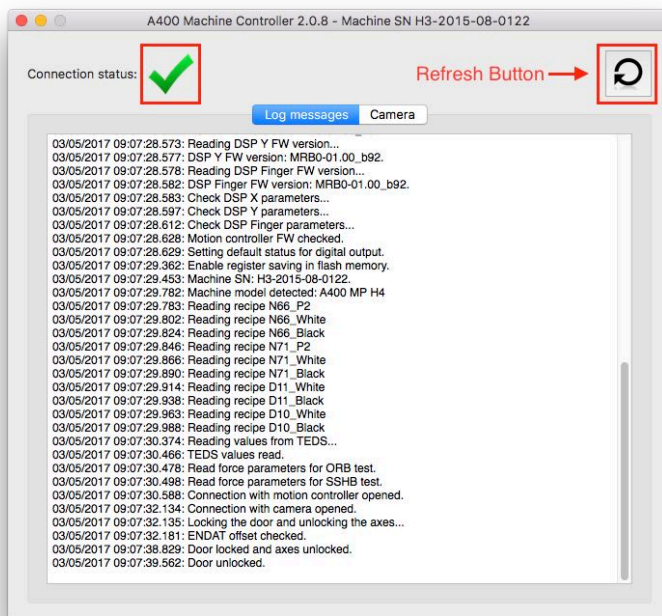 A400 Machine Controller 2.0.8 - Machine SN H3-2015-08-0122
Connection status:
Refresh Button
Log messages
Camera
03/05/2017 09:07:28.573: Reading DSP Y FW version...
03/05/2017 09:07:28.577: DSP Y FW version: MRB0-01.00_b92.
03/05/2017 09:07:28.578: Reading DSP Finger FW version...
03/05/2017 09:07:28.582: DSP Finger FW version: MRB0-01.00_b92.
03/05/2017 09:07:28.583: Check DSP X parameters...
03/05/2017 09:07:28.597: Check DSP Y parameters...
03/05/2017 09:07:28.612: Check DSP Finger parameters...
03/05/2017 09:07:28.628: Motion controller FW checked.
03/05/2017 09:07:28.629: Setting default status for digital output.
03/05/2017 09:07:29.362: Enable register saving in flash memory.
03/05/2017 09:07:29.453: Machine SN: H3-2015-08-0122.
03/05/2017 09:07:29.782: Machine model detected: A400 MP H4
03/05/2017 09:07:29.783: Reading recipe N66_P2
03/05/2017 09:07:29.802: Reading recipe N66_White
03/05/2017 09:07:29.824: Reading recipe N66_Black
03/05/2017 09:07:29.846: Reading recipe N71_P2
03/05/2017 09:07:29.866: Reading recipe N71_White
03/05/2017 09:07:29.890: Reading recipe N71_Black
03/05/2017 09:07:29.914: Reading recipe D11_White
03/05/2017 09:07:29.938: Reading recipe D11_Black
03/05/2017 09:07:29.963: Reading recipe D10_White
03/05/2017 09:07:29.988: Reading recipe D10_Black
03/05/2017 09:07:30.374: Reading values from TEDS...
03/05/2017 09:07:30.466: TEDS values read.
03/05/2017 09:07:30.478: Read force parameters for ORB test.
03/05/2017 09:07:30.498: Read force parameters for SSHB test.
03/05/2017 09:07:30.588: Connection with motion controller opened.
03/05/2017 09:07:32.134: Connection with camera opened.
03/05/2017 09:07:32.135: Locking the door and unlocking the axes...
03/05/2017 09:07:32.181: ENDAT offset checked.
03/05/2017 09:07:38.829: Door locked and axes unlocked.
03/05/2017 09:07:39.562: Door unlocked.